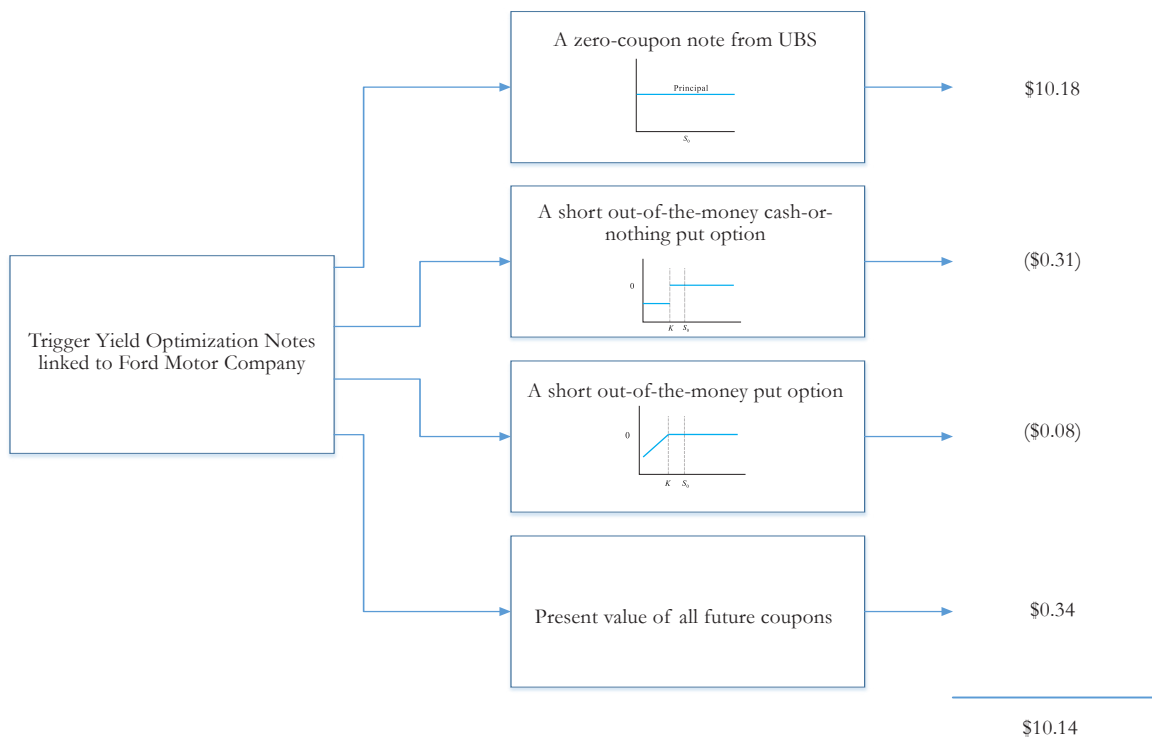 A zero-coupon note from UBS
Principal
S0
$10.18
A short out-of-the-money cash-or-
nothing put option
0
K
S0
($0.31)
Trigger Yield Optimization Notes
linked to Ford Motor Company
A short out-of-the-money put option
0
K
S0
($0.08)
Present value of all future coupons
$0.34
$10.14